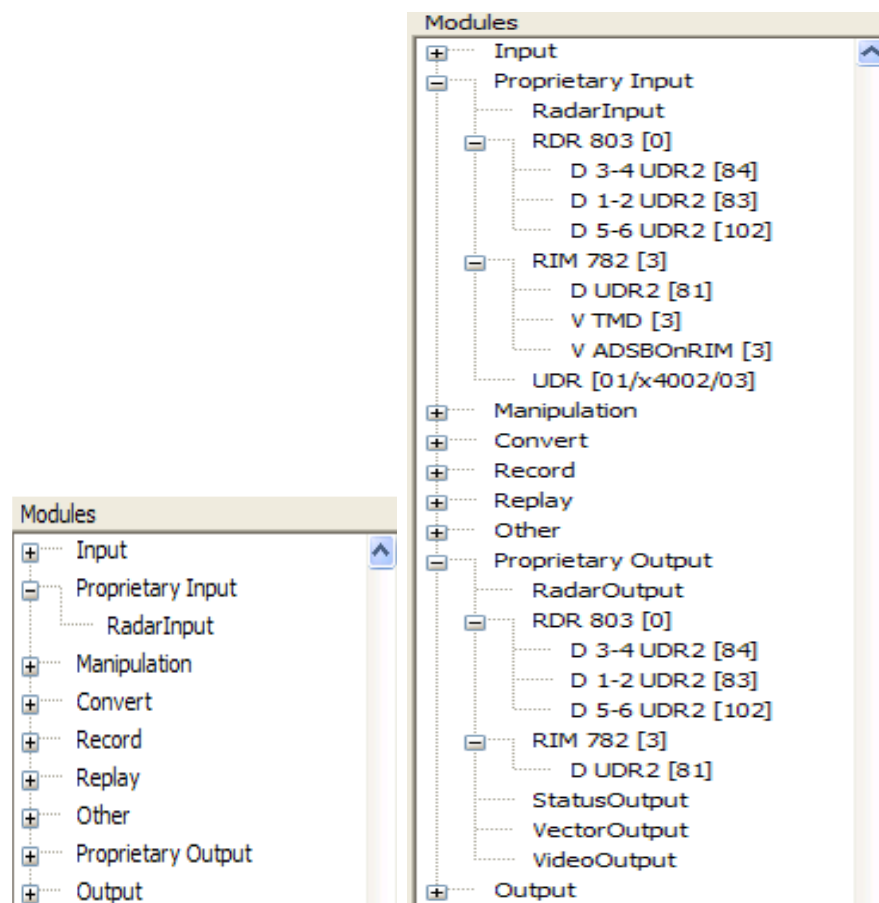 Modules
Input
Proprietary Input
RadarInput
Manipulation
Convert
Record
Replay
Other
Proprietary Output
Output
Modules
Input
Proprietary Input
RadarInput
RDR 803 [0]
D 3-4 UDR2 [84]
D 1-2 UDR2 [83]
D 5-6 UDR2 [102]
RIM 782 [3]
D UDR2 [81]
V TMD [3]
V ADSBOnRIM [3]
UDR [01/x4002/03]
Manipulation
Convert
Record
Replay
Other
Proprietary Output
RadarOutput
RDR 803 [0]
D 3-4 UDR2 [84]
D 1-2 UDR2 [83]
D 5-6 UDR2 [102]
RIM 782 [3]
D UDR2 [81]
StatusOutput
VectorOutput
VideoOutput
Output